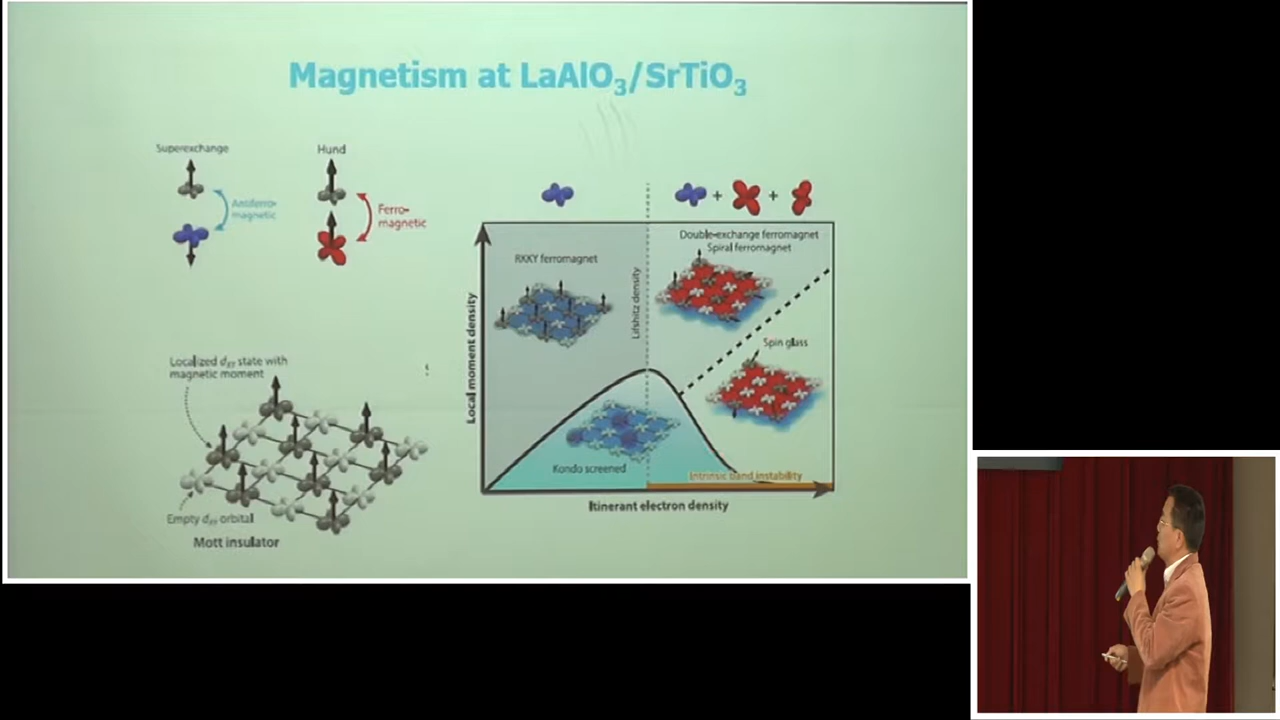 Magnetism at LaAlO₃/SrTiO₃
Superexchange
Hund
Antiferro-
magnetic
Ferro-
magnetic
+ +
Double-exchange ferromagnet
Spiral ferromagnet
RKKY ferromagnet
Lifshitz density
Local moment density
Spin glass
Kondo screened
Intrinsic band instability
Itinerant electron density
Localized dxy state with
magnetic moment
Empty dxy orbital
Mott insulator